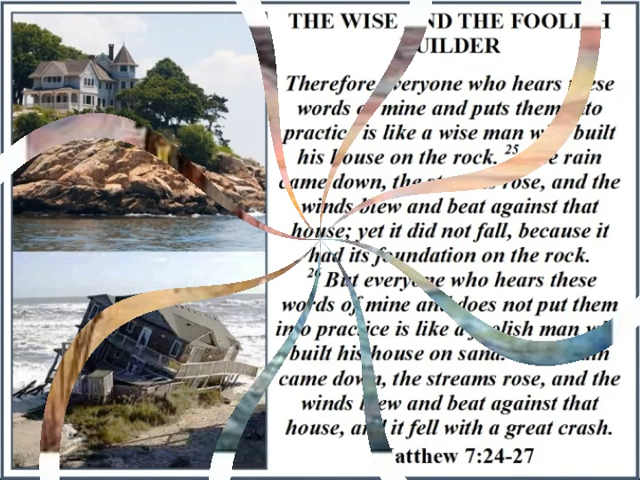 THE WISE AND THE FOOLISH
BUILDER
Therefore everyone who hears these
words of mine and puts them into
practice is like a wise man who built
his house on the rock. 25 The rain
came down, the streams rose, and the
winds blew and beat against that
house; yet it did not fall, because it
had its foundation on the rock.
26 But everyone who hears these
words of mine and does not put them
into practice is like a foolish man who
built his house on sand. rain
came down, the streams rose, and the
winds blew and beat against that
house, and it fell with a great crash.
Matthew 7:24-27